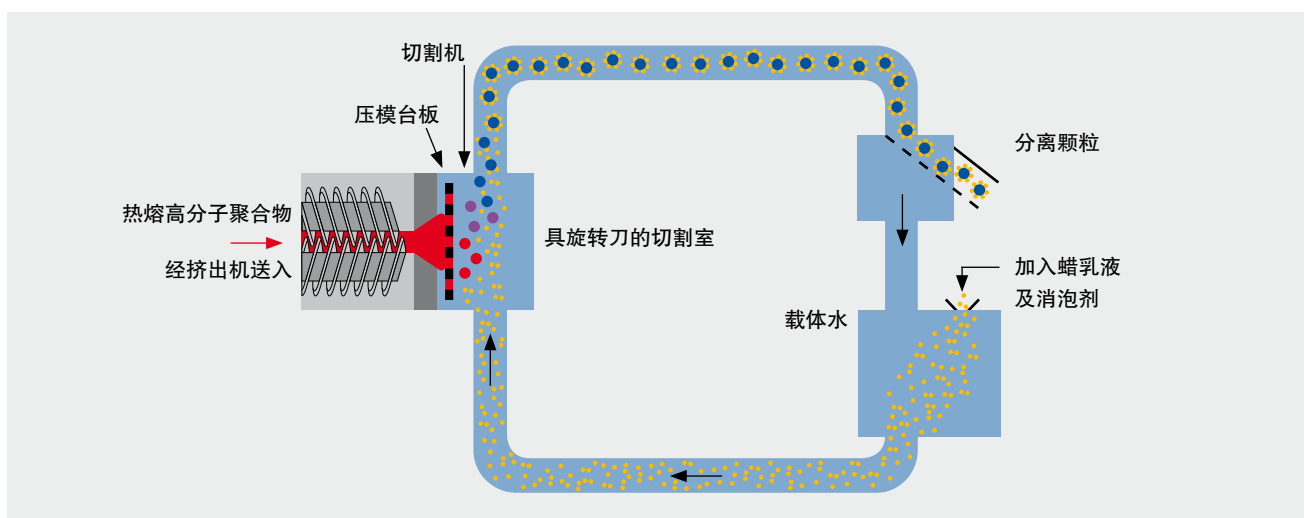 切割机
压模台板
分离颗粒
热熔高分子聚合物
经挤出机送入
具旋转刀的切割室
加入蜡乳液
及消泡剂
载体水